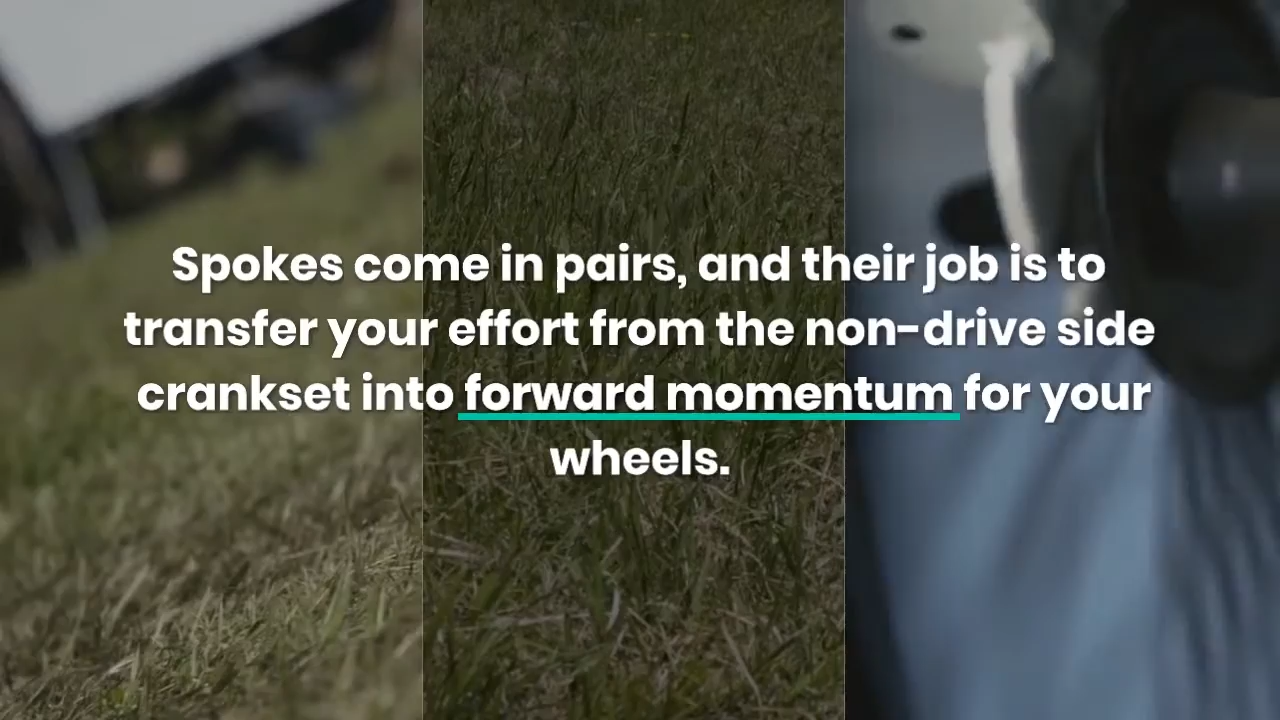 Spokes come in pairs, and their job is to
transfer your effort from the non-drive side
crankset into forward momentum for your
wheels.